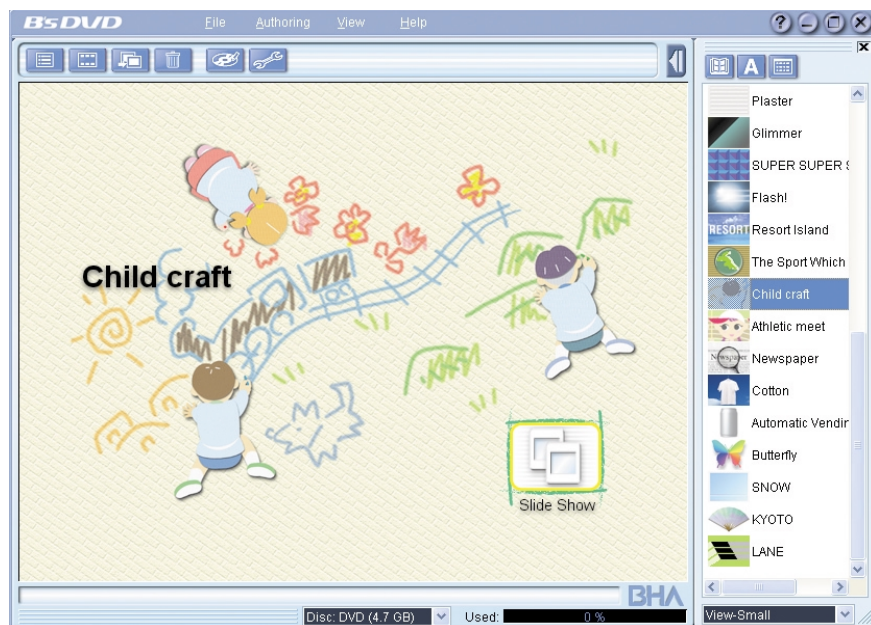 B's DVD
File Authoring View Help
Plaster
Glimmer
SUPER SUPER S
Flash!
RESORT Resort Island
The Sport Which
Child craft
Athletic meet
Newspaper Newspaper
Cotton
Automatic Vendin
Butterfly
SNOW
KYOTO
LANE
Child craft
Slide Show
BHA
Disc: DVD (4.7 GB) Used: 0 %
View-Small